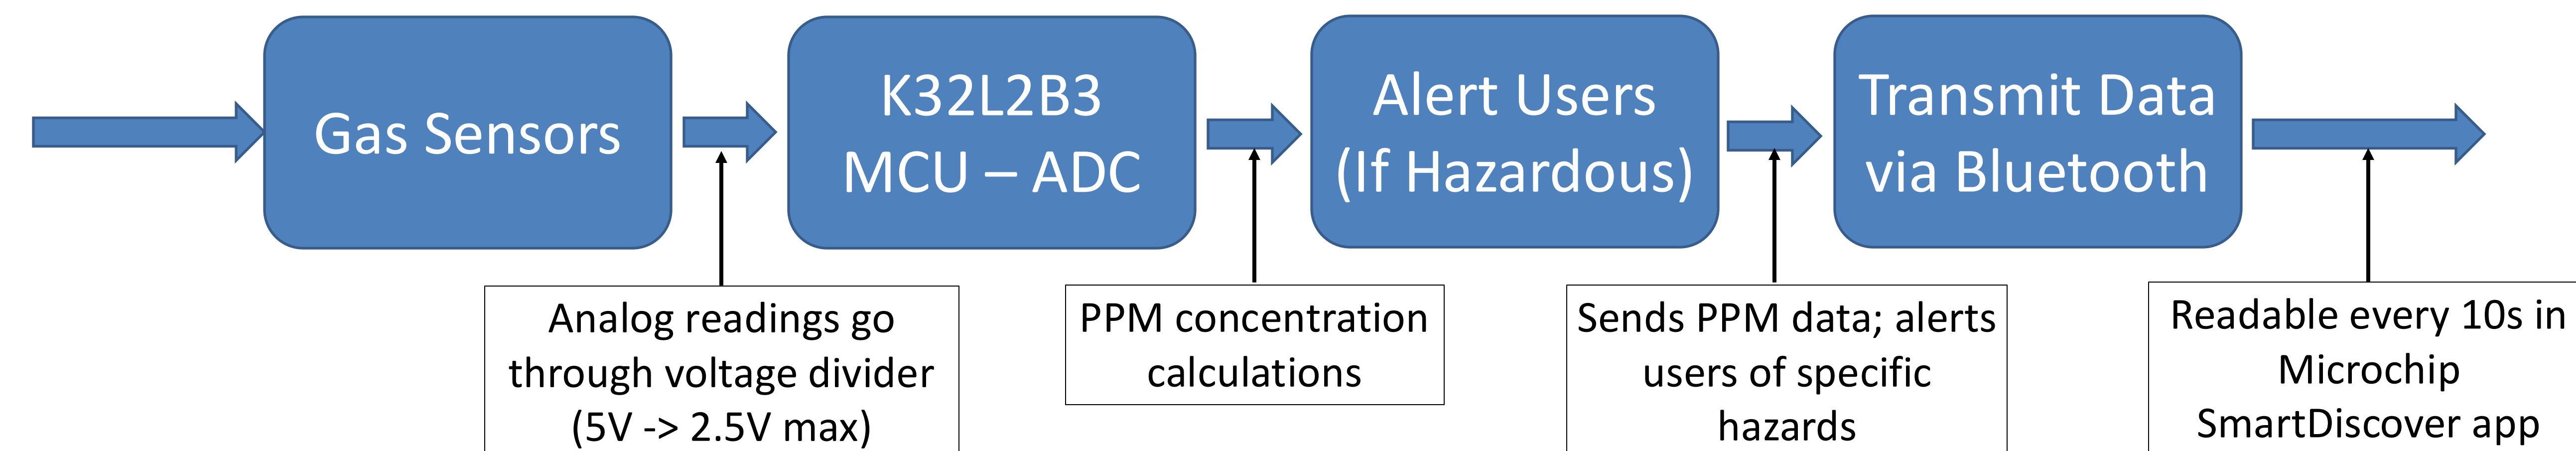 Gas Sensors
K32L2B3
MCU – ADC
Alert Users
(If Hazardous)
Transmit Data
via Bluetooth
Analog readings go
through voltage divider
(5V -> 2.5V max)
PPM concentration
calculations
Sends PPM data; alerts
users of specific
hazards
Readable every 10s in
Microchip
SmartDiscover app